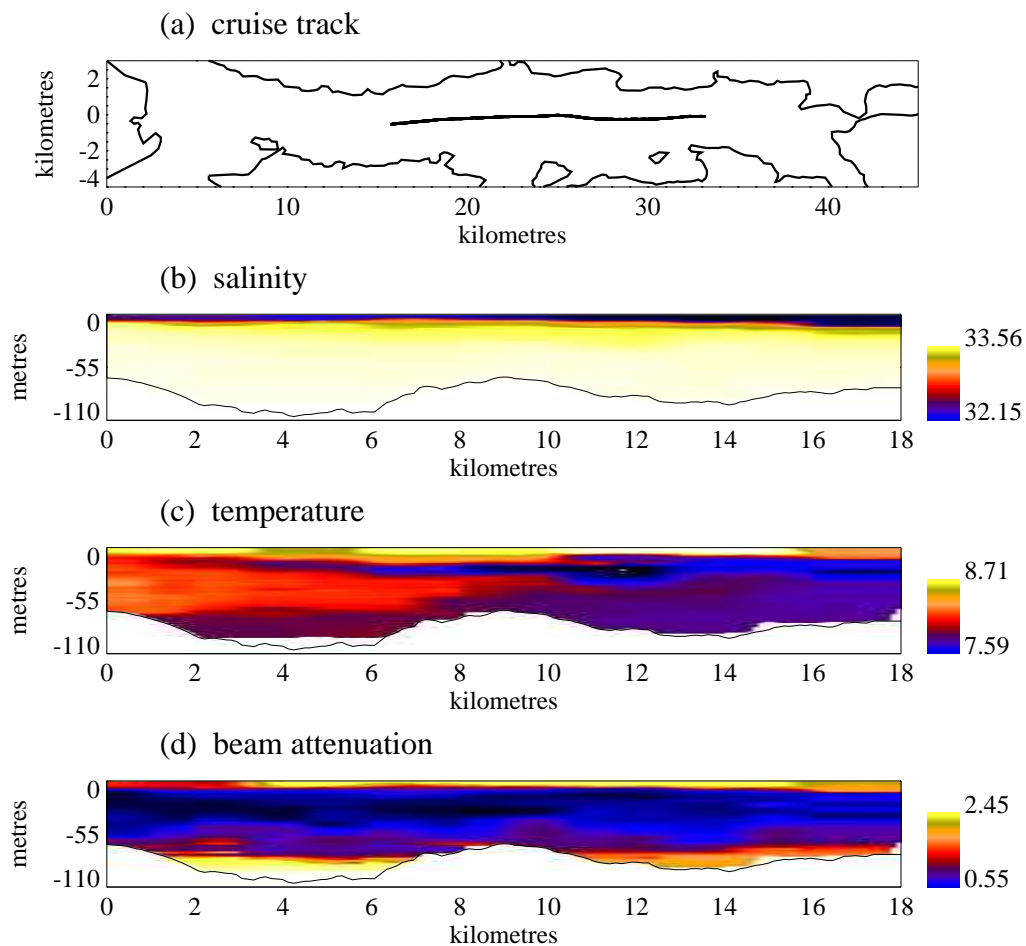 (a) cruise track
kilometres
2
0
-2
-4
0 10 20 30 40
kilometres
(b) salinity
metres
0
-55
-110
0 2 4 6 8 10 12 14 16 18
kilometres
33.56
32.15
(c) temperature
metres
0
-55
-110
0 2 4 6 8 10 12 14 16 18
kilometres
8.71
7.59
(d) beam attenuation
metres
0
-55
-110
0 2 4 6 8 10 12 14 16 18
kilometres
2.45
0.55